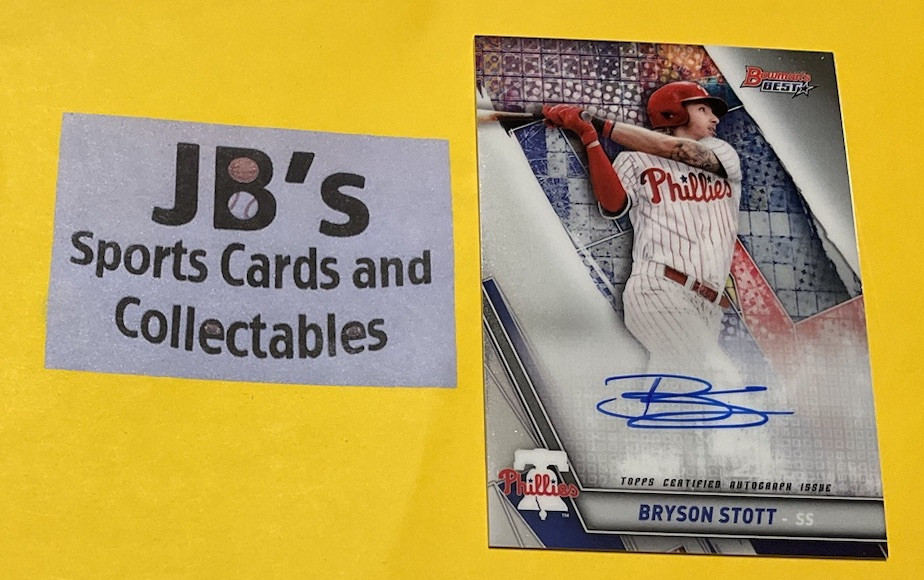 JB's
Sports Cards and
Collectables
Bowman's
BEST
Phillies
Phillies
TOPPS CERTIFIED AUTOGRAPH ISSUE
BRYSON STOTT - SS